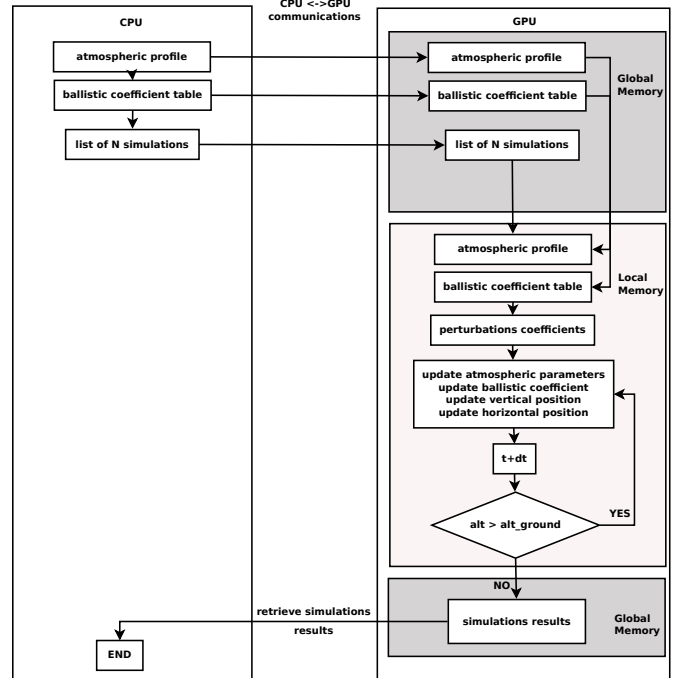 CPU <->GPU
communications
CPU
GPU
atmospheric profile
ballistic coefficient table
list of N simulations
atmospheric profile
ballistic coefficient table
list of N simulations
Global
Memory
atmospheric profile
ballistic coefficient table
Local
Memory
perturbations coefficients
update atmospheric parameters
update ballistic coefficient
update vertical position
update horizontal position
t+dt
alt > alt_ground
YES
NO
simulations results
Global
Memory
retrieve simulations
results
END